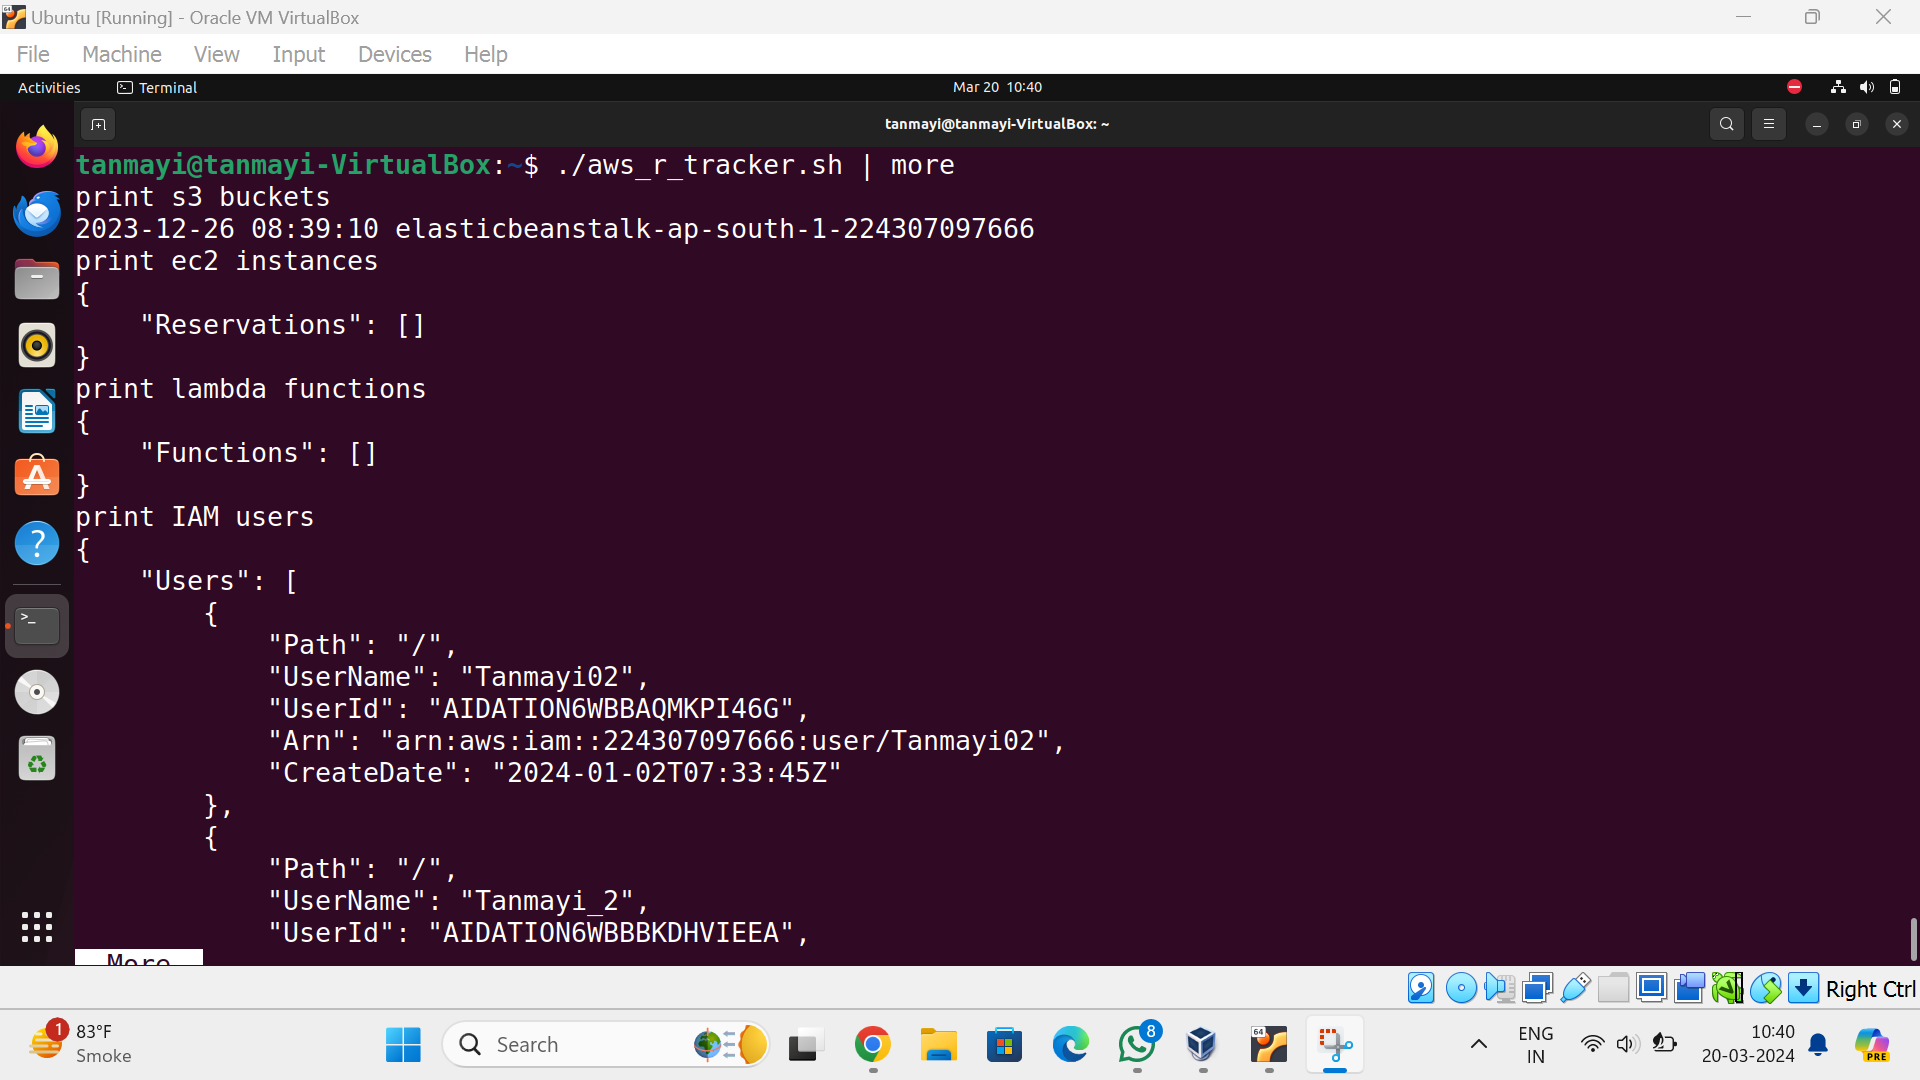 Ubuntu [Running] - Oracle VM VirtualBox
File Machine View Input Devices Help
Activities Terminal Mar 20 10:40
tanmayi@tanmayi-VirtualBox: ~
tanmayi@tanmayi-VirtualBox:~$ ./aws_r_tracker.sh | more
print s3 buckets
2023-12-26 08:39:10 elasticbeanstalk-ap-south-1-224307097666
print ec2 instances
{
    "Reservations": []
}
print lambda functions
{
    "Functions": []
}
print IAM users
{
    "Users": [
        {
            "Path": "/",
            "UserName": "Tanmayi02",
            "UserId": "AIDATION6WBBAQMKPI46G",
            "Arn": "arn:aws:iam::224307097666:user/Tanmayi02",
            "CreateDate": "2024-01-02T07:33:45Z"
        },
        {
            "Path": "/",
            "UserName": "Tanmayi_2",
            "UserId": "AIDATION6WBBBKDHVIEEA",
More
Right Ctrl
1 83°F
Smoke
Search
8
64
ENG
IN
10:40
20-03-2024
PRE